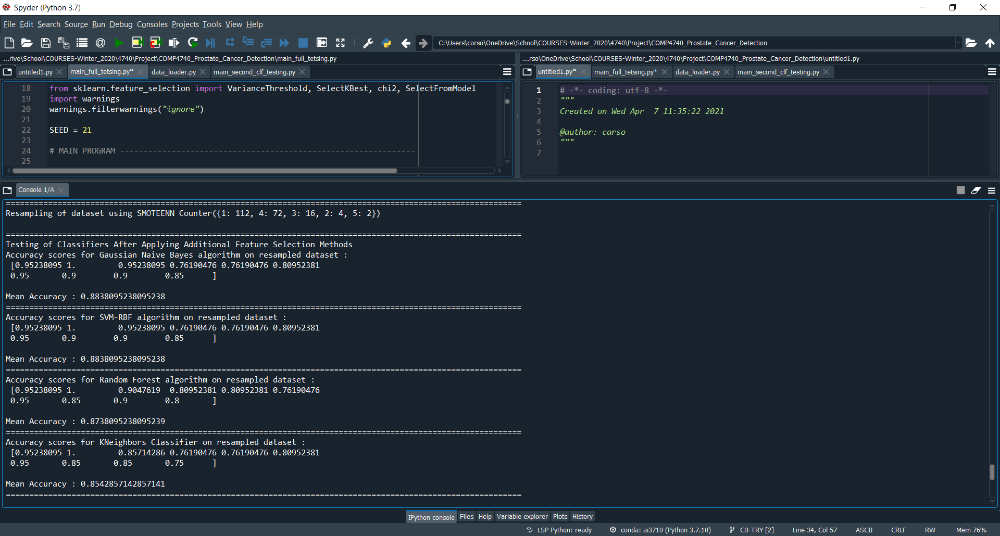 Spyder (Python 3.7)
File Edit Search Source Run Debug Consoles Projects Tools View Help
C:\Users\carso\OneDrive\School\COURSES-Winter_2020\4740\Project\COMP4740_Prostate_Cancer_Detection
...rive\School\COURSES-Winter_2020\4740\Project\COMP4740_Prostate_Cancer_Detection\main_full_tetsing.py
untitled1.py main_full_tetsing.py* data_loader.py main_second_clf_testing.py
18 from sklearn.feature_selection import VarianceThreshold, SelectKBest, chi2, SelectFromModel
19 import warnings
20 warnings.filterwarnings("ignore")
21
22 SEED = 21
23
24 # MAIN PROGRAM ---------------------------------------------------------------
25
...rso\OneDrive\School\COURSES-Winter_2020\4740\Project\COMP4740_Prostate_Cancer_Detection\untitled1.py
untitled1.py* main_full_tetsing.py* data_loader.py main_second_clf_testing.py
1 # -*- coding: utf-8 -*-
2 """
3 Created on Wed Apr  7 11:35:22 2021
4
5 @author: carso
6 """
7
Console 1/A
==============================================================================================================
Resampling of dataset using SMOTEENN Counter({1: 112, 4: 72, 3: 16, 2: 4, 5: 2})
==============================================================================================================
Testing of Classifiers After Applying Additional Feature Selection Methods
Accuracy scores for Gaussian Naive Bayes algorithm on resampled dataset :
[0.95238095 1.         0.95238095 0.76190476 0.76190476 0.80952381
0.95       0.9        0.9        0.85      ]
Mean Accuracy : 0.8838095238095238
==============================================================================================================
Accuracy scores for SVM-RBF algorithm on resampled dataset :
[0.95238095 1.         0.95238095 0.76190476 0.76190476 0.80952381
0.95       0.9        0.9        0.85      ]
Mean Accuracy : 0.8838095238095238
==============================================================================================================
Accuracy scores for Random Forest algorithm on resampled dataset :
[0.95238095 1.         0.9047619  0.80952381 0.80952381 0.76190476
0.95       0.85       0.9        0.8       ]
Mean Accuracy : 0.8738095238095239
==============================================================================================================
Accuracy scores for KNeighbors Classifier on resampled dataset :
[0.95238095 1.         0.85714286 0.76190476 0.76190476 0.80952381
0.95       0.85       0.85       0.75      ]
Mean Accuracy : 0.8542857142857141
==============================================================================================================
IPython console Files Help Variable explorer Plots History
LSP Python: ready conda: ai3710 (Python 3.7.10) CD-TRY [2] Line 34, Col 57 ASCII CRLF RW Mem 76%